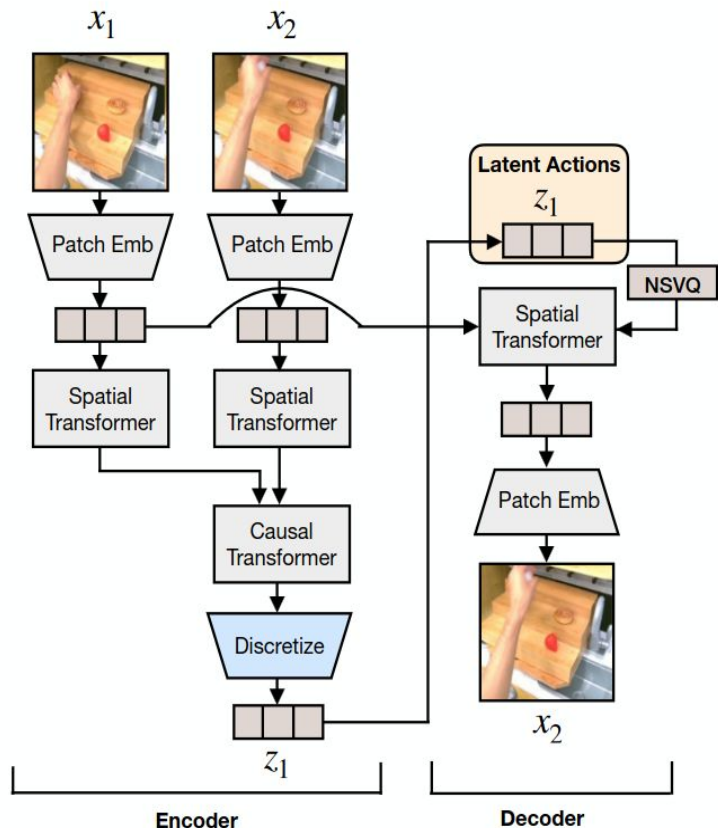 x₁
x₂
Patch Emb
Patch Emb
Spatial
Transformer
Spatial
Transformer
Causal
Transformer
Discretize
z₁
Encoder
Latent Actions
z₁
NSVQ
Spatial
Transformer
Patch Emb
x₂
Decoder